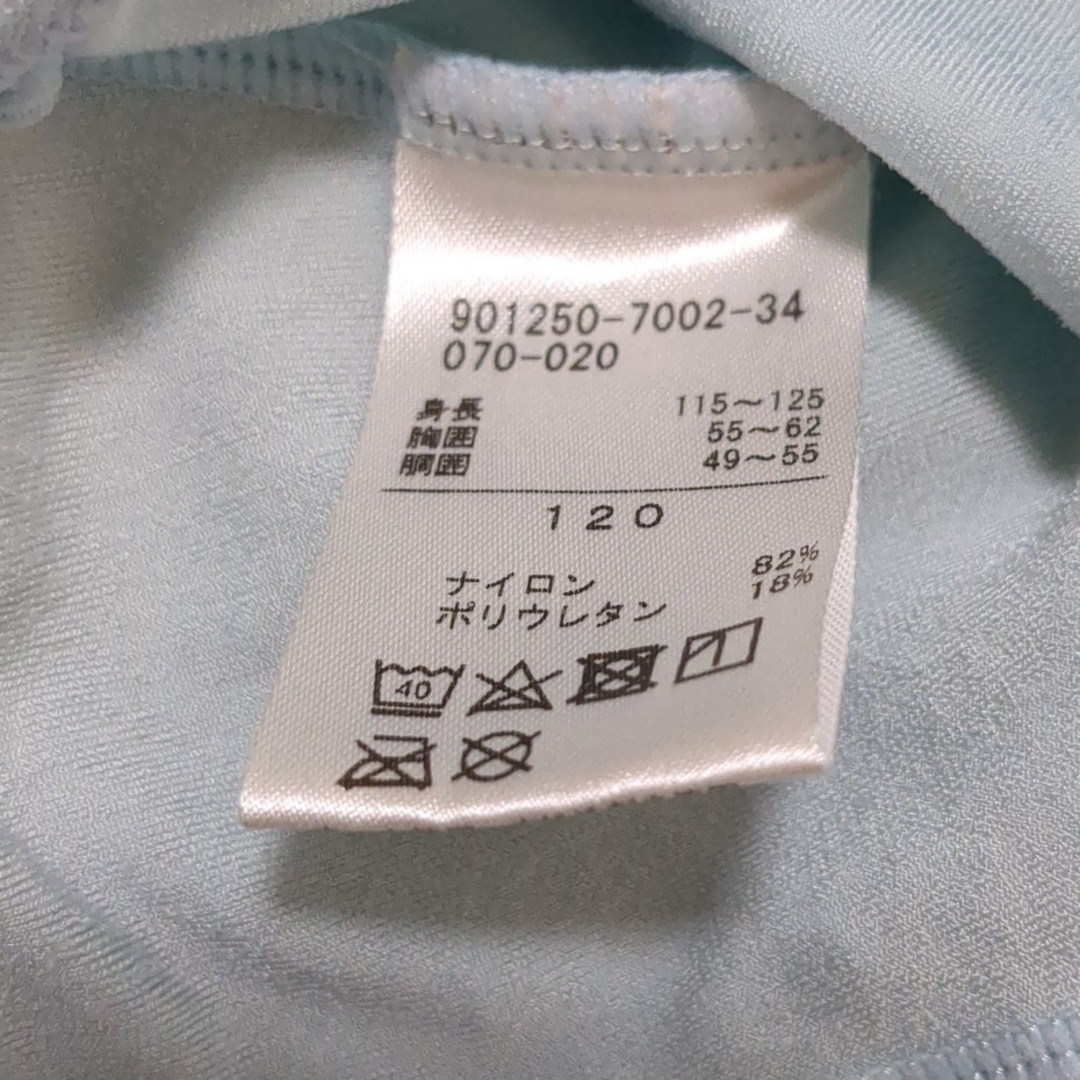 901250-7002-34
070-020
身長 115〜125
胸囲 55〜62
胴囲 49〜55
120
ナイロン 82%
ポリウレタン 18%
40